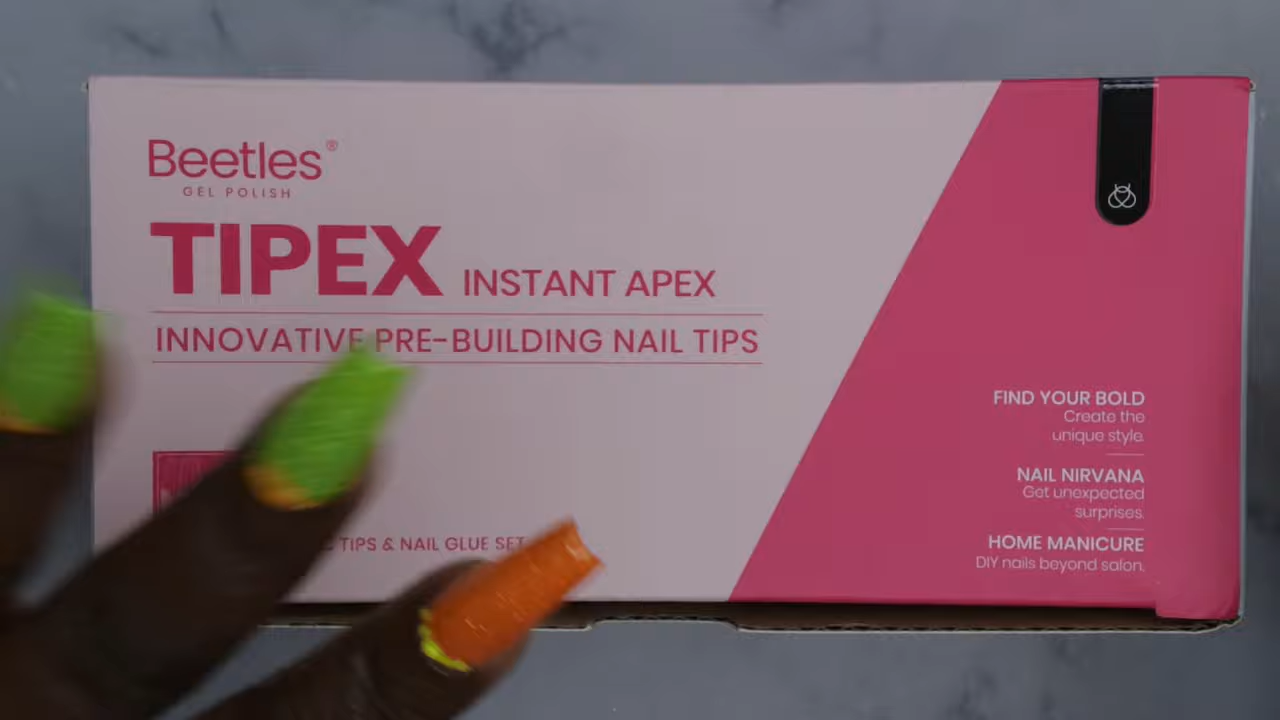 Beetles®
GEL POLISH
TIPEX INSTANT APEX
INNOVATIVE PRE-BUILDING NAIL TIPS
TIPS & NAIL GLUE SET
FIND YOUR BOLD
Create the
unique style.
NAIL NIRVANA
Get unexpected
surprises.
HOME MANICURE
DIY nails beyond salon.